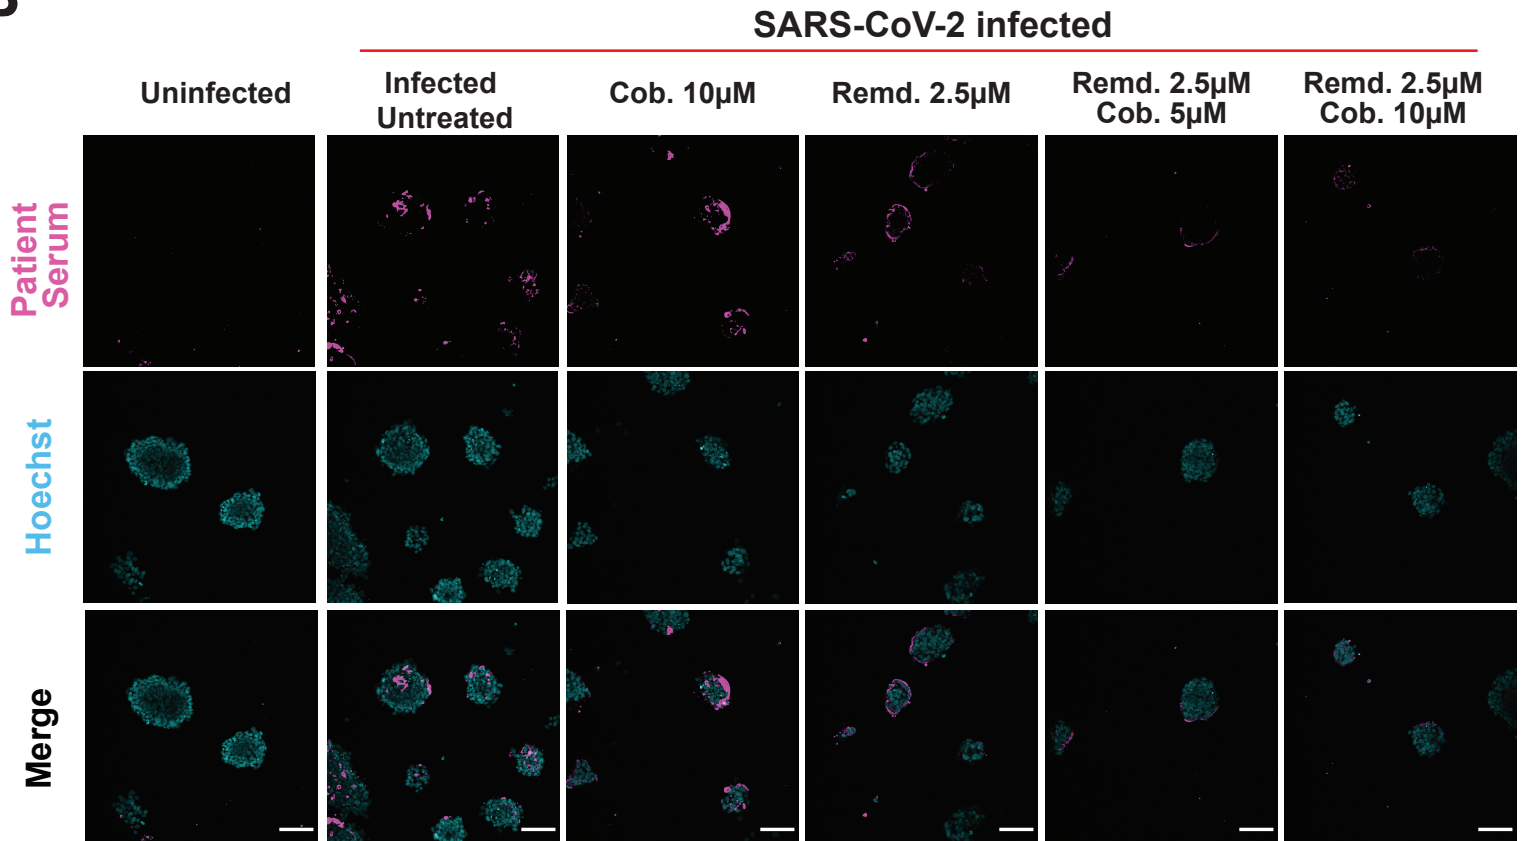 SARS-CoV-2 infected
Uninfected
Infected
Untreated
Cob. 10µM
Remd. 2.5µM
Remd. 2.5µM
Cob. 5µM
Remd. 2.5µM
Cob. 10µM
Patient
Serum
Hoechst
Merge